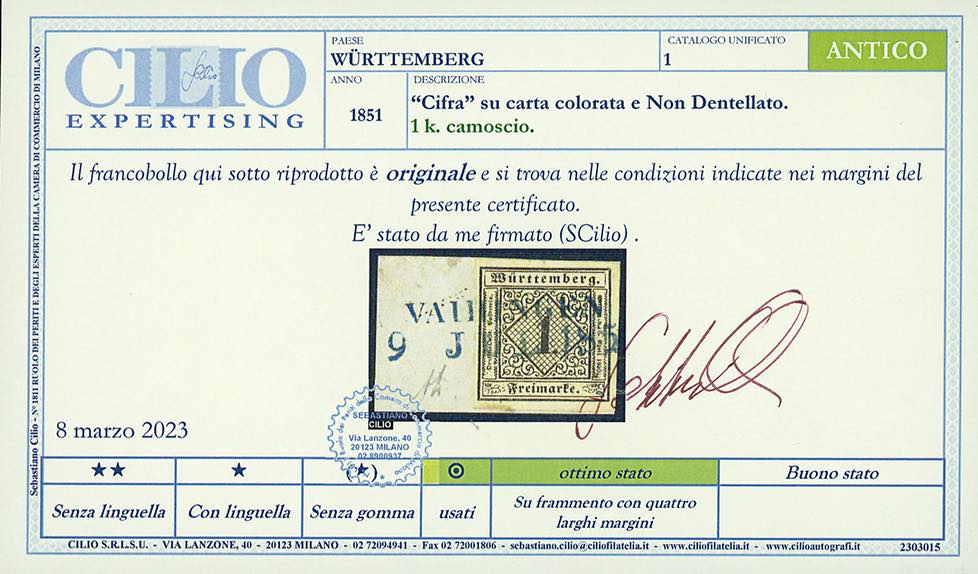 CILIO
EXPERTISING
PAESE
WÜRTTEMBERG
CATALOGO UNIFICATO
1
ANTICO
ANNO
1851
DESCRIZIONE
“Cifra” su carta colorata e Non Dentellato.
1 k. camoscio.
Il francobollo qui sotto riprodotto è originale e si trova nelle condizioni indicate nei margini del
presente certificato.
E’ stato da me firmato (SCilio) .
Württemberg.
VAIHINGEN
1
9 J
185
Freimarke.
SEBASTIANO
CILIO
Via Lanzone, 40
20123 MILANO
02 8900937
8 marzo 2023
(★)
ottimo stato
Buono stato
Senza linguella
Con linguella
Senza gomma
usati
Su frammento con quattro
larghi margini
CILIO S.R.L.S.U. - VIA LANZONE, 40 - 20123 MILANO - 02 72094941 - Fax 02 72001806 - sebastiano.cilio@ciliofilatelia.it - www.ciliofilatelia.it - www.cilioautografi.it
2303015
Sebastiano Cilio – N° 1811 RUOLO DEI PERITI E DEGLI ESPERTI DELLA CAMERA DI COMMERCIO DI MILANO